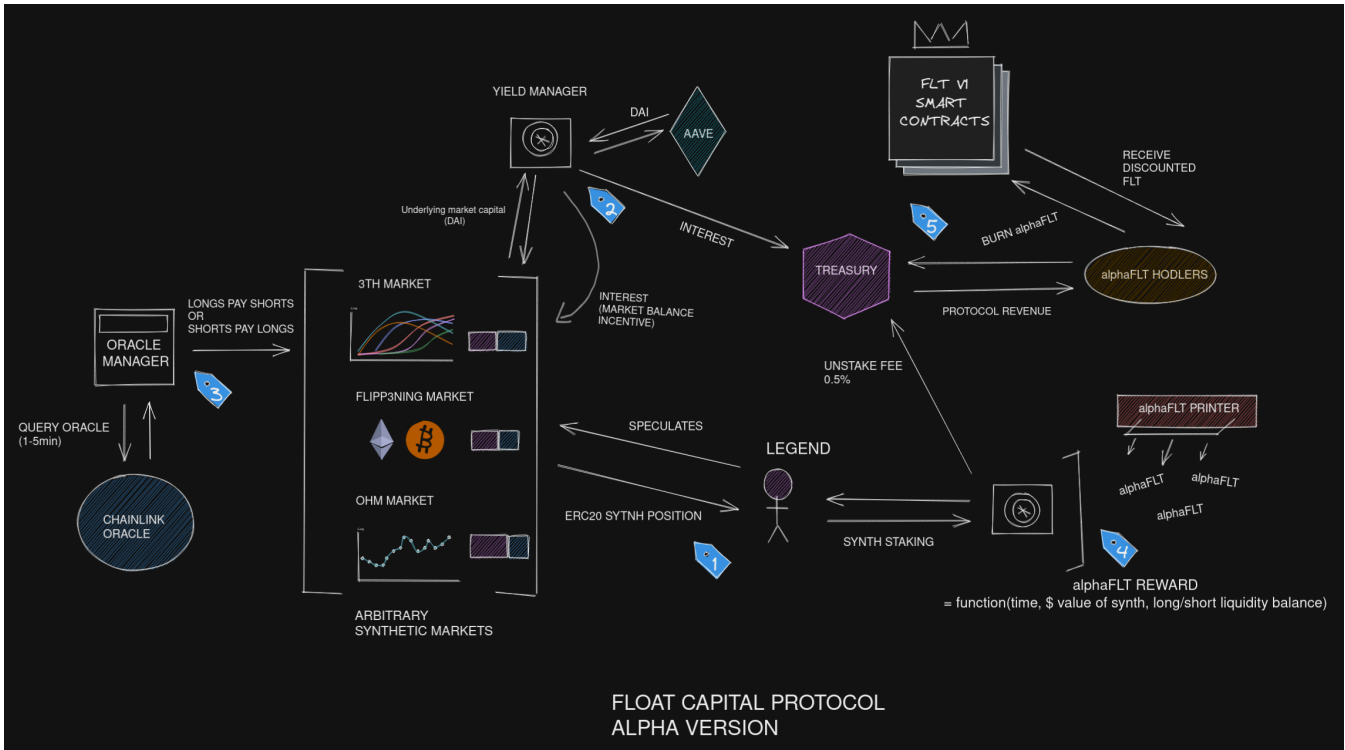 YIELD MANAGER
DAI
AAVE
FLT V1
SMART
CONTRACTS
RECEIVE
DISCOUNTED
FLT
2
5
Underlying market capital
(DAI)
INTEREST
BURN alphaFLT
TREASURY
alphaFLT HODLERS
PROTOCOL REVENUE
3TH MARKET
INTEREST
(MARKET BALANCE
INCENTIVE)
LONGS PAY SHORTS
OR
SHORTS PAY LONGS
ORACLE
MANAGER
3
UNSTAKE FEE
0.5%
FLIPP3NING MARKET
QUERY ORACLE
(1-5min)
SPECULATES
LEGEND
alphaFLT PRINTER
alphaFLT
alphaFLT
alphaFLT
OHM MARKET
ERC20 SYTNH POSITION
CHAINLINK
ORACLE
1
SYNTH STAKING
4
alphaFLT REWARD
= function(time, $ value of synth, long/short liquidity balance)
ARBITRARY
SYNTHETIC MARKETS
FLOAT CAPITAL PROTOCOL
ALPHA VERSION